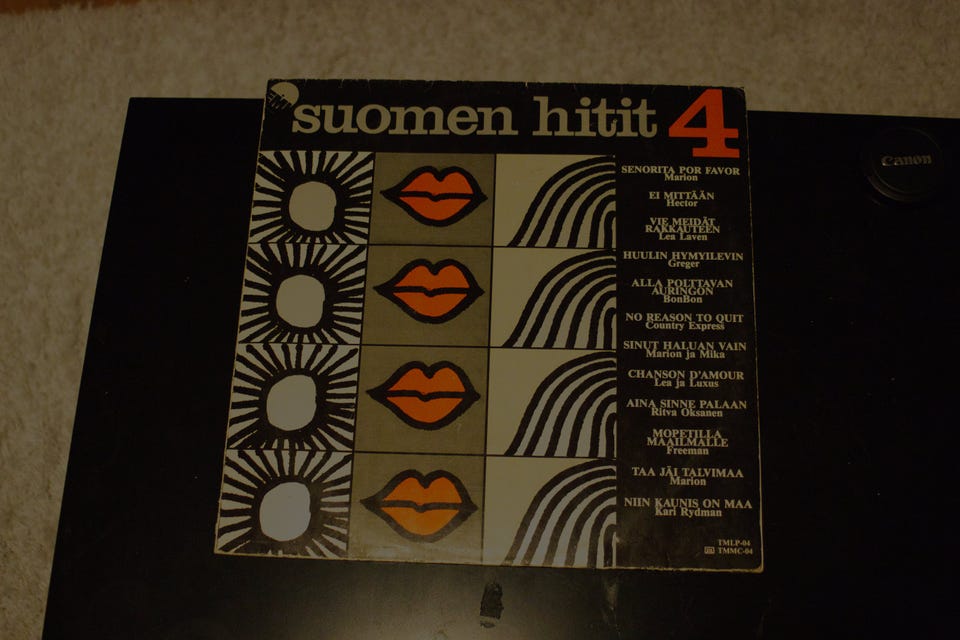 EMI
suomen hitit 4
SENORITA POR FAVOR
Marion
EI MITTÄÄN
Hector
VIE MEIDÄT
RAKKAUTEEN
Lea Laven
HUULIN HYMYILEVIN
Greger
ALLA POLTTAVAN
AURINGON
BonBon
NO REASON TO QUIT
Country Express
SINUT HALUAN VAIN
Marion ja Mika
CHANSON D'AMOUR
Lea ja Luxus
AINA SINNE PALAAN
Ritva Oksanen
MOPETILLA
MAAILMALLE
Freeman
TAA JÄI TALVIMAA
Marion
NIIN KAUNIS ON MAA
Kari Rydman
TMLP-04
TMMC-04
Canon